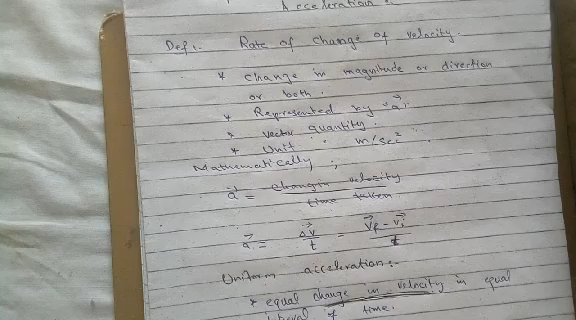 Acceleration :
Def:- Rate of change of velocity.
* change in magnitude or direction
or both.
* Represented by "a⃗".
* vector quantity.
* Unit " m/sec² "
Mathematically ;
a⃗ = change in velocity / time taken
a⃗ = Δv⃗ / t = v⃗f - v⃗i / t
Uniform acceleration:-
* equal change in velocity in equal
interval of time.